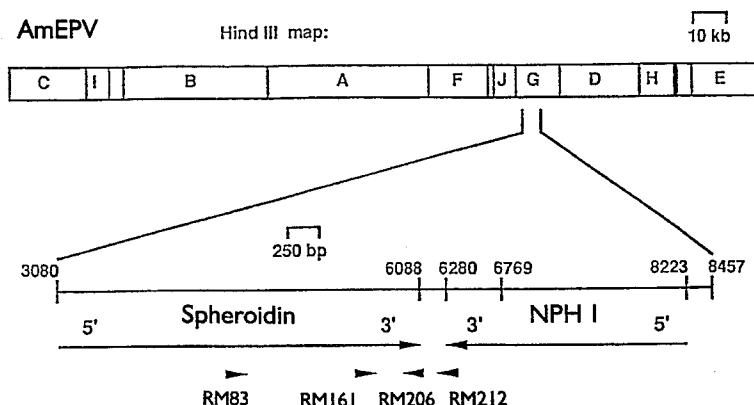 AmEPV Hind III map: 10 kb
C I B A F J G D H E
250 bp
3080 6088 6280 6769 8223 8457
Spheroidin NPH I
5' 3' 3' 5'
RM83 RM161 RM206 RM212